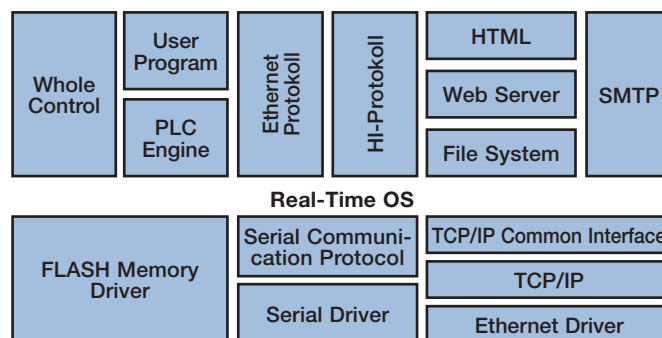 Whole
Control
User
Program
PLC
Engine
Ethernet
Protokoll
HI-Protokoll
HTML
Web Server
File System
SMTP
Real-Time OS
FLASH Memory
Driver
Serial Communi-
cation Protocol
Serial Driver
TCP/IP Common Interface
TCP/IP
Ethernet Driver